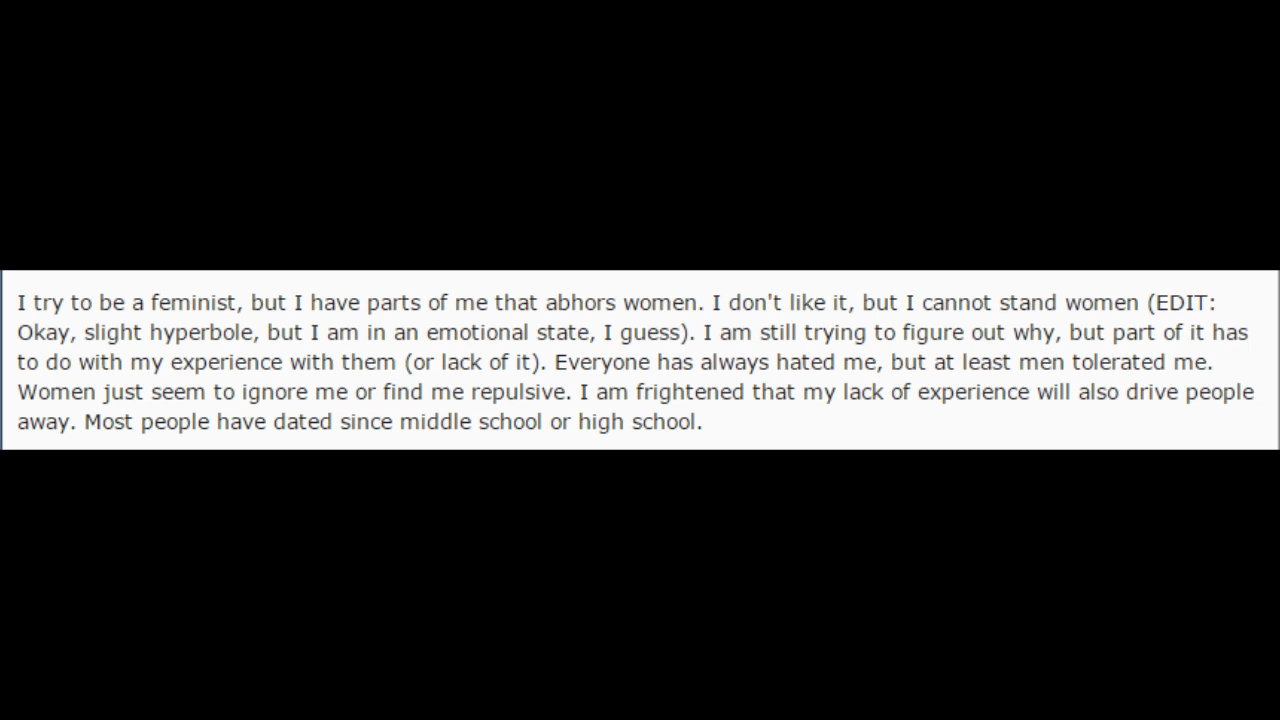 I try to be a feminist, but I have parts of me that abhors women. I don't like it, but I cannot stand women (EDIT:
Okay, slight hyperbole, but I am in an emotional state, I guess). I am still trying to figure out why, but part of it has
to do with my experience with them (or lack of it). Everyone has always hated me, but at least men tolerated me.
Women just seem to ignore me or find me repulsive. I am frightened that my lack of experience will also drive people
away. Most people have dated since middle school or high school.